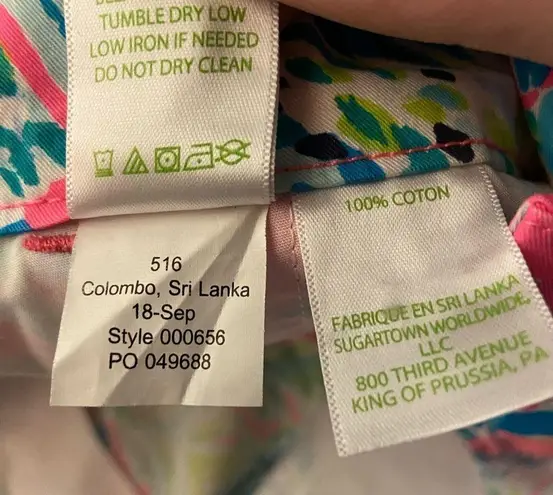 TUMBLE DRY LOW
LOW IRON IF NEEDED
DO NOT DRY CLEAN
516
Colombo, Sri Lanka
18-Sep
Style 000656
PO 049688
100% COTON
FABRIQUE EN SRI LANKA
SUGARTOWN WORLDWIDE,
LLC
800 THIRD AVENUE
KING OF PRUSSIA, PA